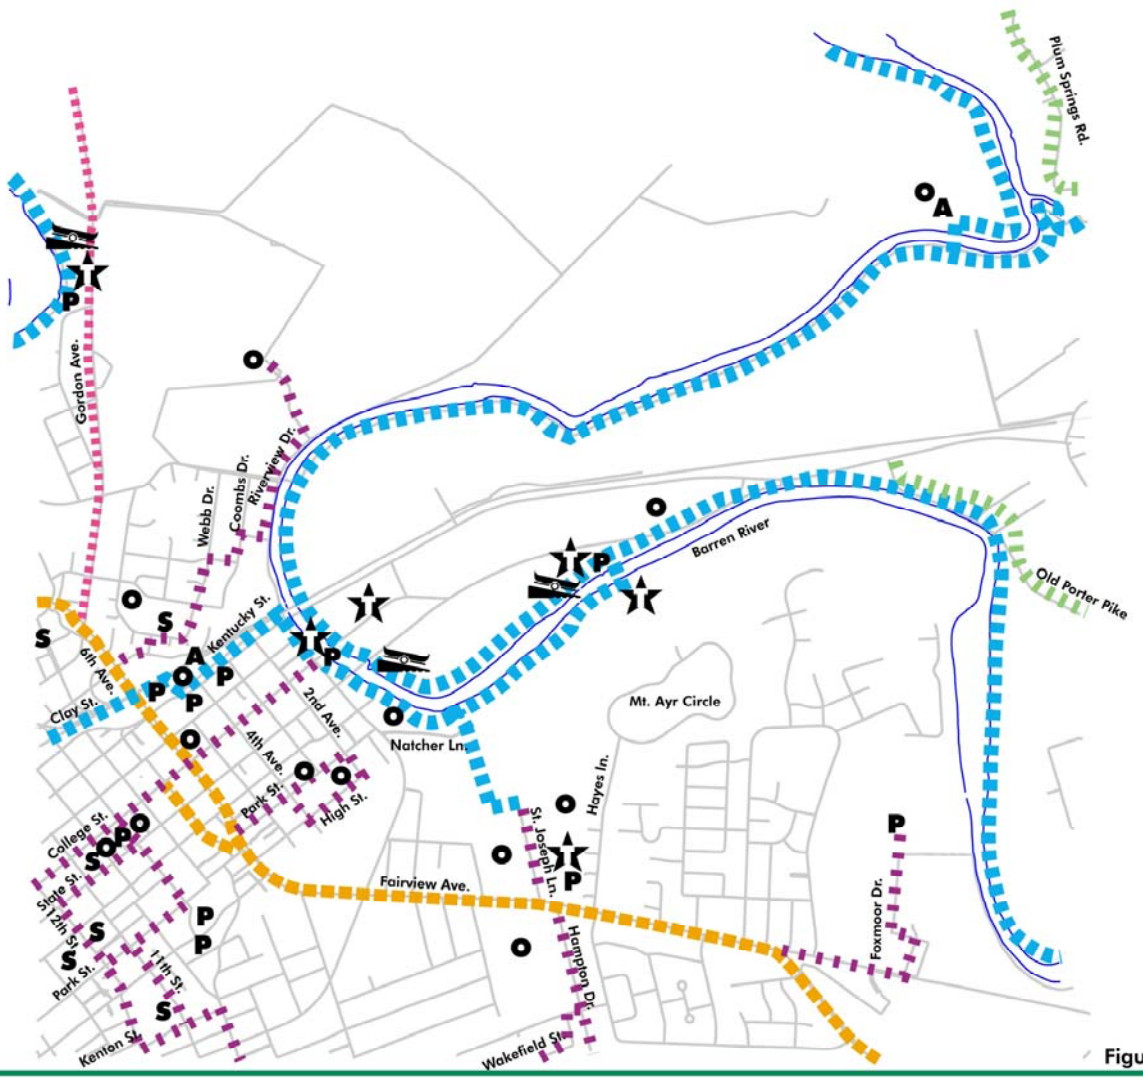 Plum Springs Rd.
A
T
P
Gordon Ave.
Riverview Dr.
Coombs Dr.
Webb Dr.
T
P
Barren River
T
T
Old Porter Pike
S
S
Kentucky St.
A
T
P
6th Ave.
P
P
P
Clay St.
2nd Ave.
Mt. Ayr Circle
Natcher Ln.
4th Ave.
Park St.
High St.
Hayes ln.
St. Joseph Ln.
College St.
P
S
T
P
P
State St.
Fairview Ave.
12th St.
P
S
P
S
Park St.
11th St.
Foxmoor Dr.
Hampton Dr.
S
Kenton St.
Wakefield St.
Figu